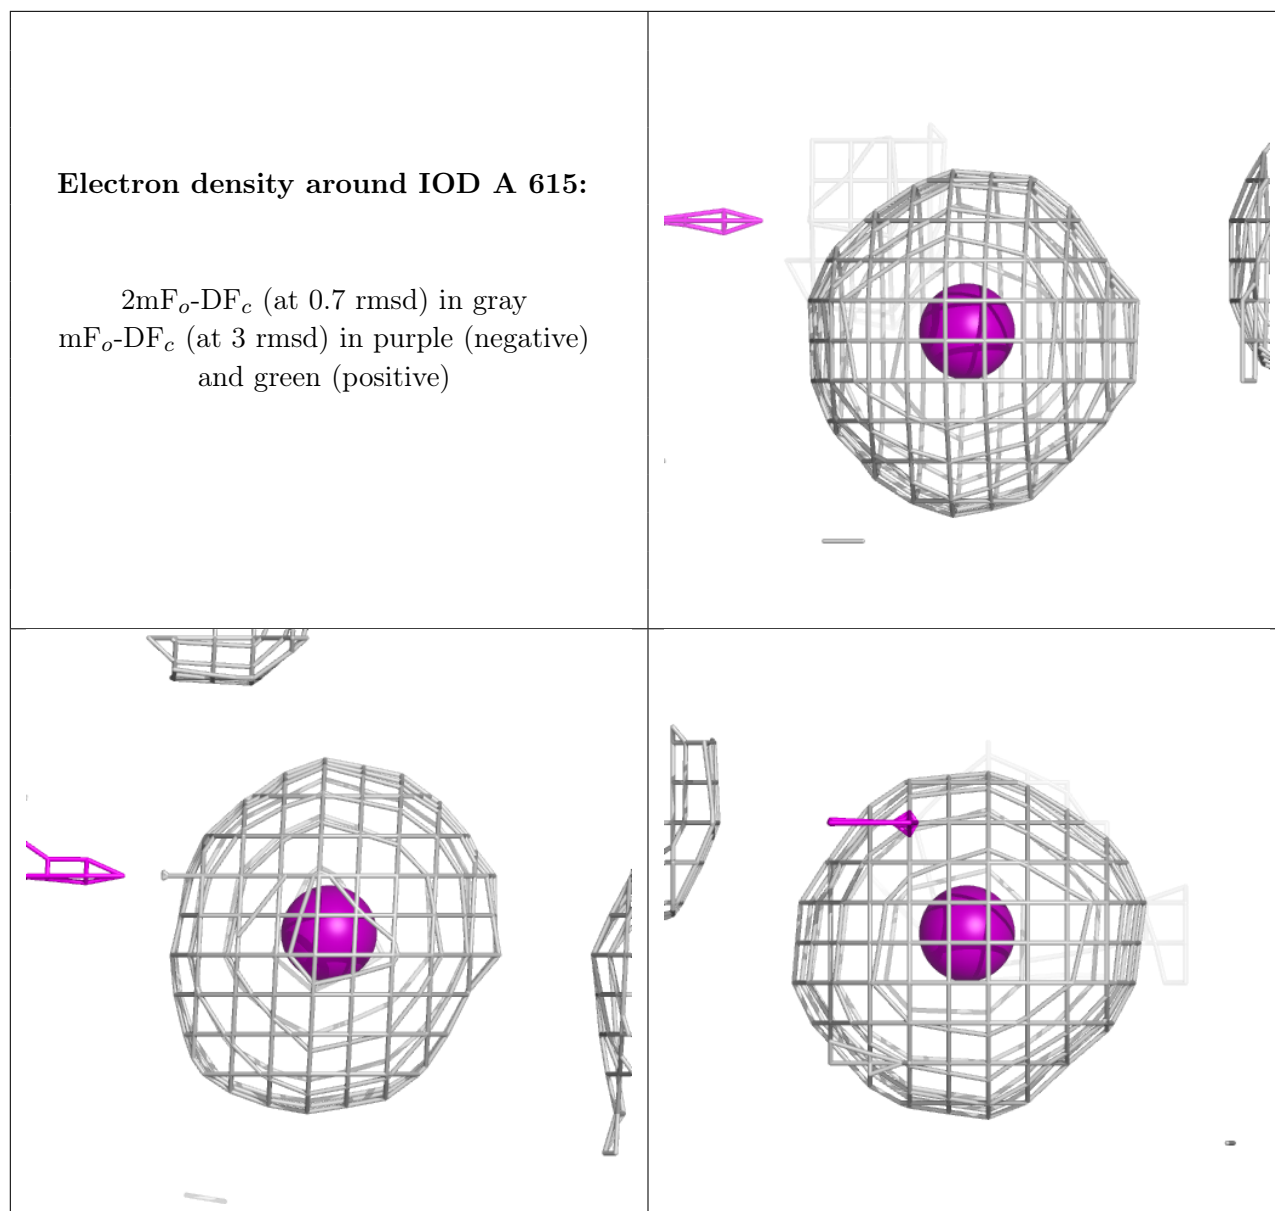 Electron density around IOD A 615:
2mFo-DFc (at 0.7 rmsd) in gray
mFo-DFc (at 3 rmsd) in purple (negative)
and green (positive)